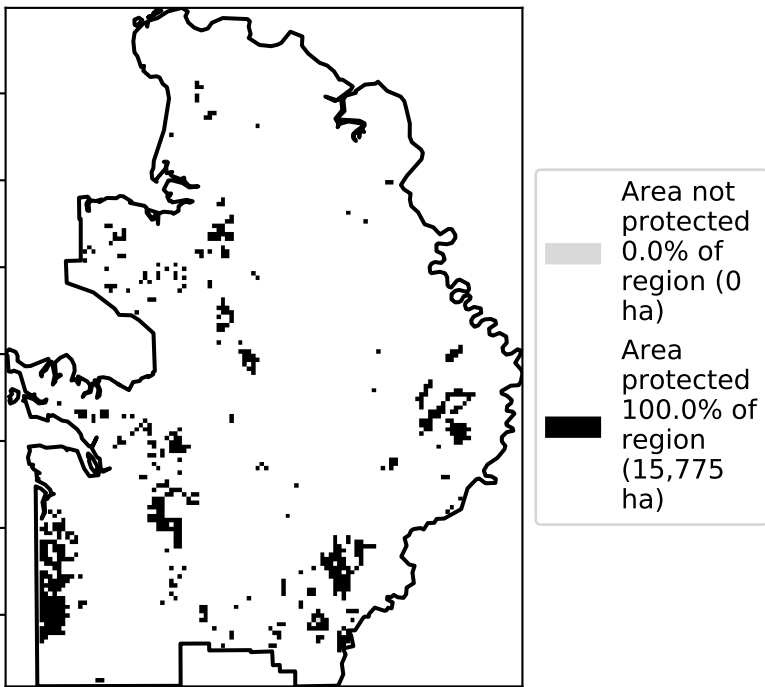 Area not
protected
0.0% of
region (0
ha)
Area
protected
100.0% of
region
(15,775
ha)